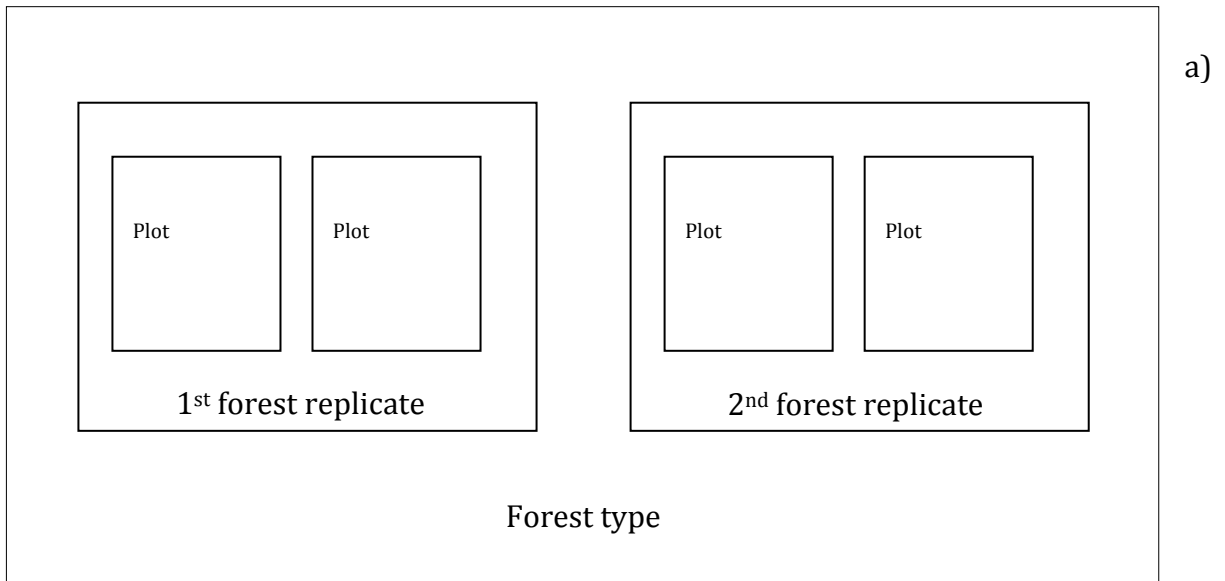 a)
Plot
Plot
Plot
Plot
1st forest replicate
2nd forest replicate
Forest type